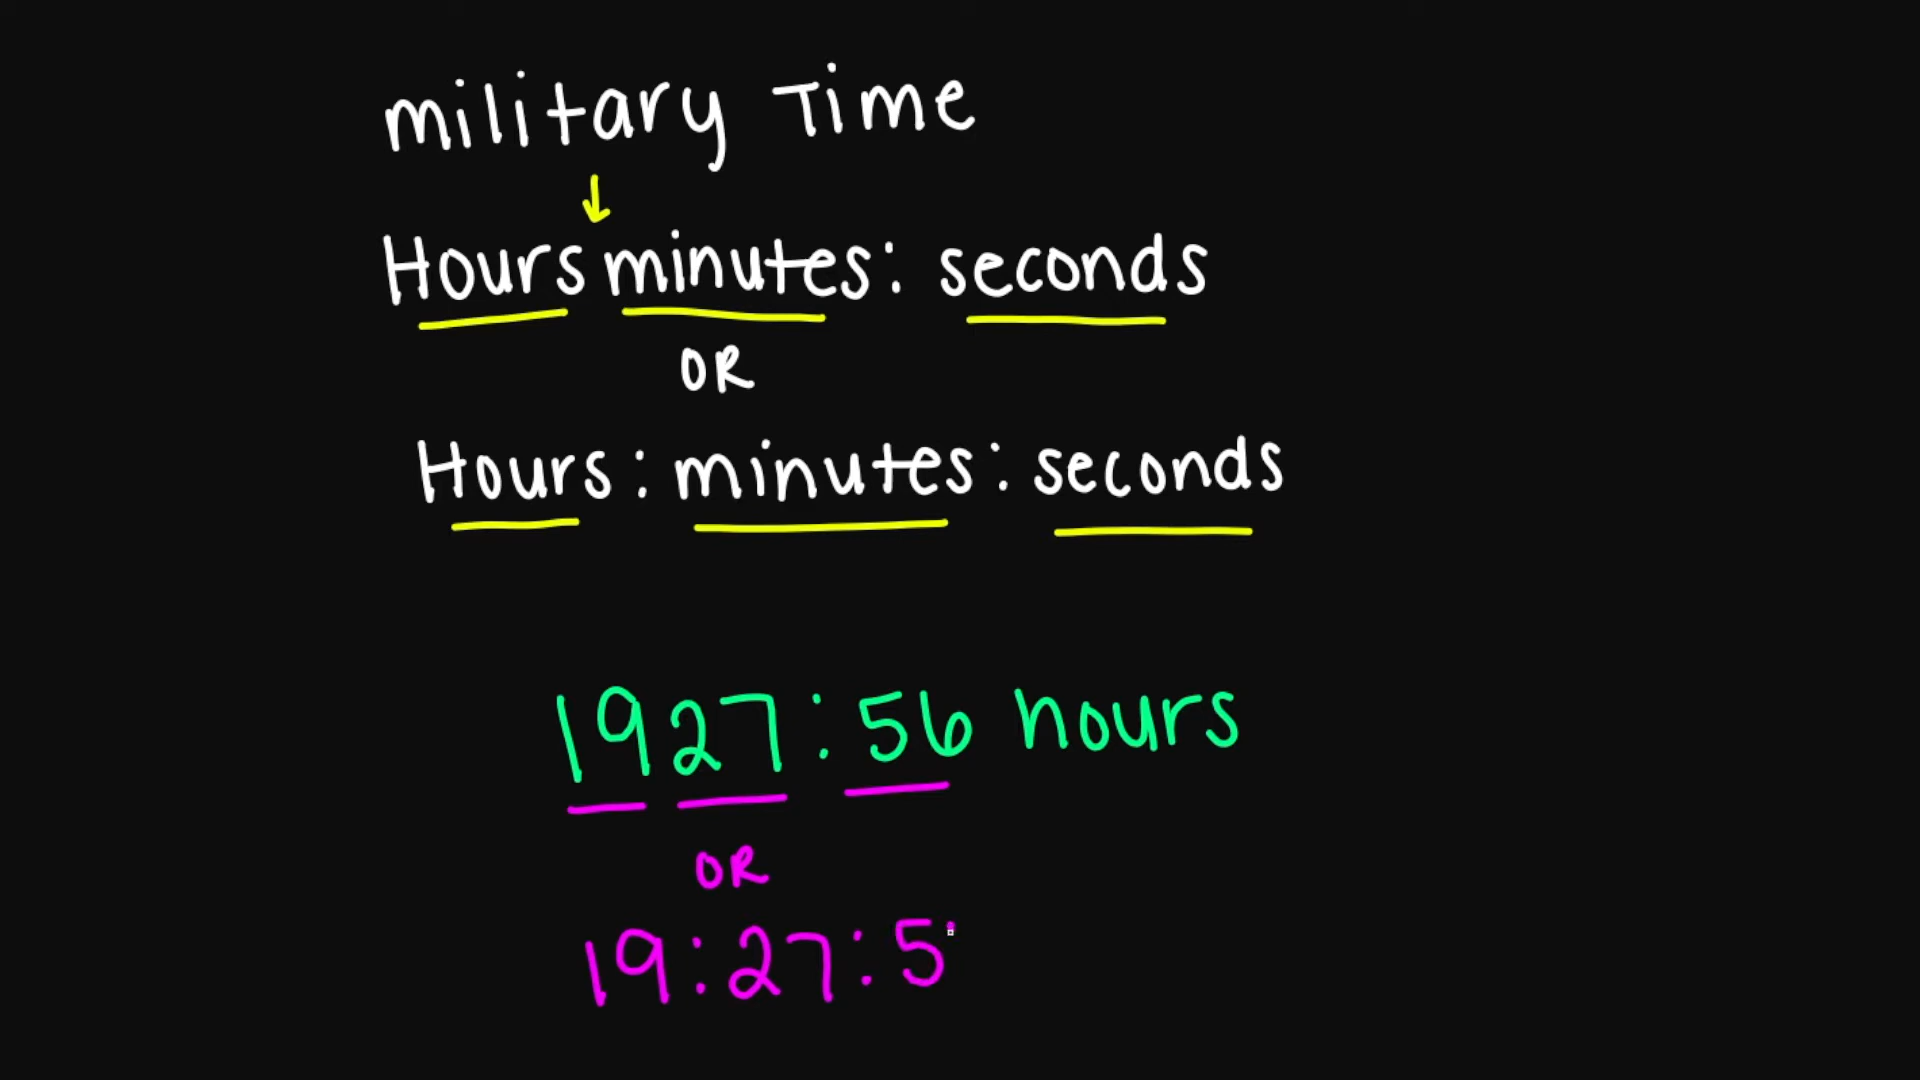 military Time
Hours minutes: seconds
OR
Hours: minutes: seconds
1927:56 hours
OR
19:27:5